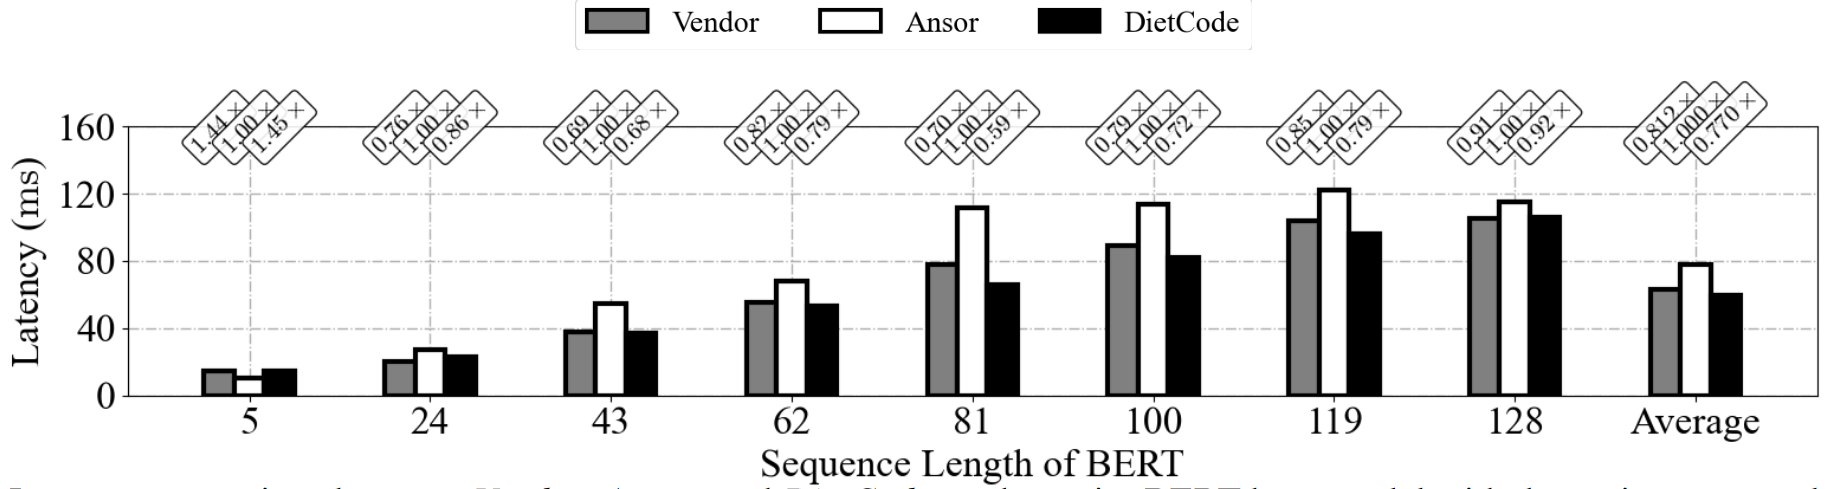 Vendor Ansor DietCode
1.44 × 1.00 × 1.45 × 0.76 × 1.00 × 0.86 × 0.69 × 1.00 × 0.68 × 0.82 × 1.00 × 0.79 × 0.70 × 1.00 × 0.59 × 0.79 × 1.00 × 0.72 × 0.85 × 1.00 × 0.79 × 0.91 × 1.00 × 0.92 × 0.812 × 1.000 × 0.770 ×
160
120
80
40
0
Latency (ms)
5 24 43 62 81 100 119 128 Average
Sequence Length of BERT